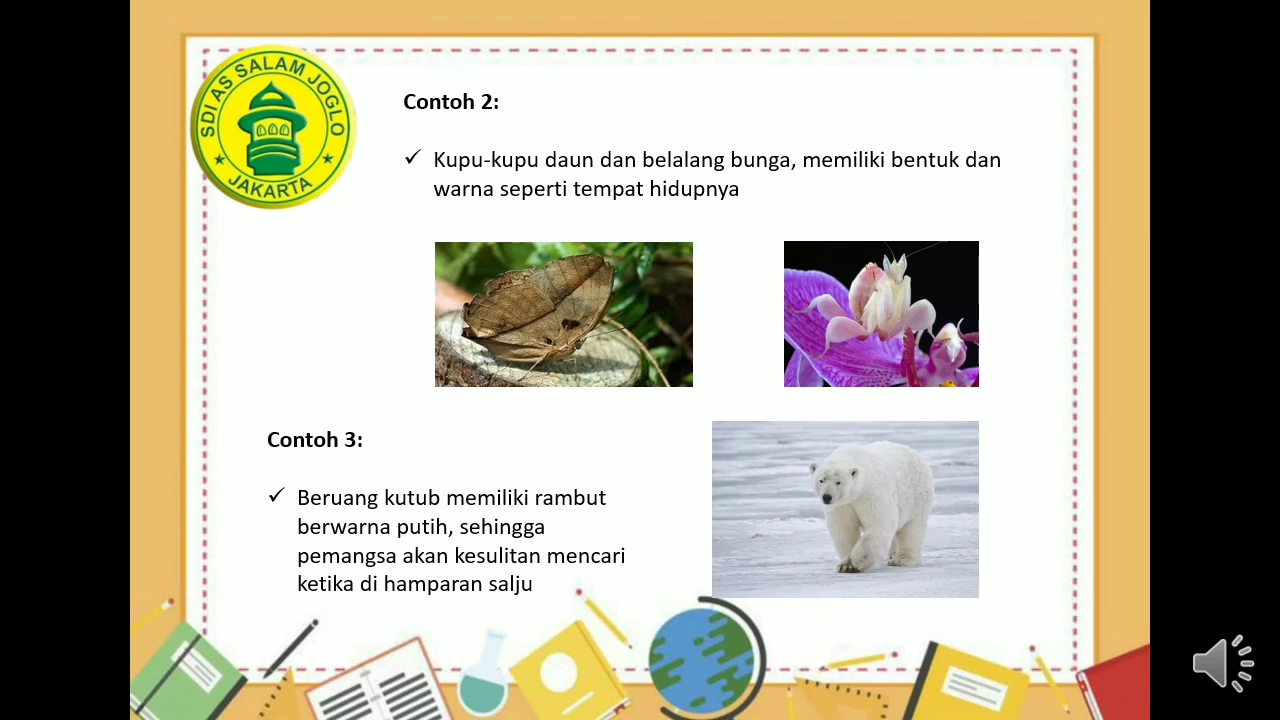 SDI AS SALAM JOGLO
JAKARTA
Contoh 2:
✓ Kupu-kupu daun dan belalang bunga, memiliki bentuk dan
warna seperti tempat hidupnya
Contoh 3:
✓ Beruang kutub memiliki rambut
berwarna putih, sehingga
pemangsa akan kesulitan mencari
ketika di hamparan salju